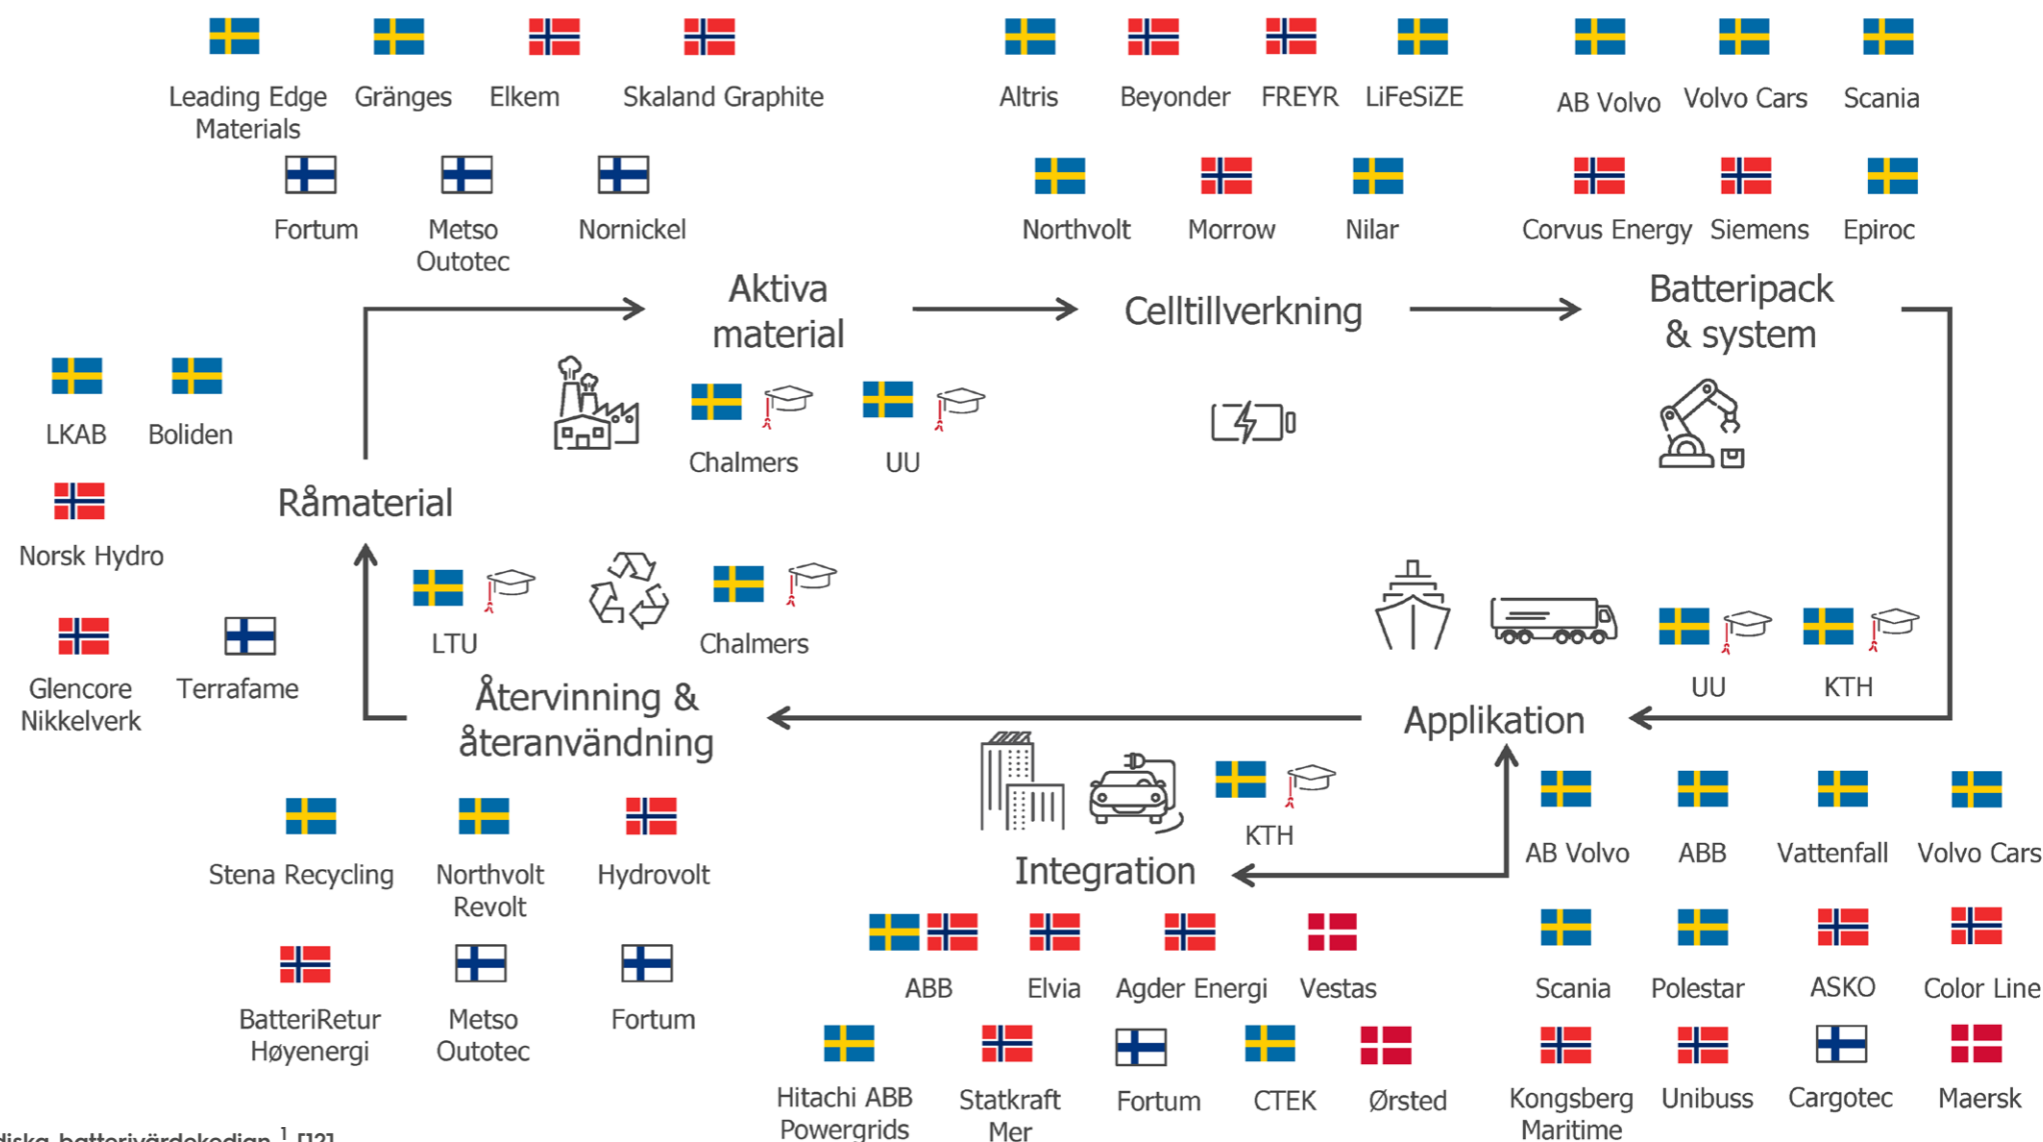 Leading Edge
Materials
Gränges
Elkem
Skaland Graphite
Altris
Beyonder
FREYR
LiFeSiZE
AB Volvo
Volvo Cars
Scania
Fortum
Metso
Outotec
Nornickel
Northvolt
Morrow
Nilar
Corvus Energy
Siemens
Epiroc
Aktiva
material
Celltillverkning
Batteripack
& system
LKAB
Boliden
Chalmers
UU
Råmaterial
Norsk Hydro
LTU
Chalmers
Glencore
Nikkelverk
Terrafame
UU
KTH
Återvinning &
återanvändning
Applikation
KTH
Integration
Stena Recycling
Northvolt
Revolt
Hydrovolt
AB Volvo
ABB
Vattenfall
Volvo Cars
BatteriRetur
Høyenergi
Metso
Outotec
Fortum
ABB
Elvia
Agder Energi
Vestas
Scania
Polestar
ASKO
Color Line
Hitachi ABB
Powergrids
Statkraft
Mer
Fortum
CTEK
Ørsted
Kongsberg
Maritime
Unibuss
Cargotec
Maersk
batterivärdekedjan 1 [12]